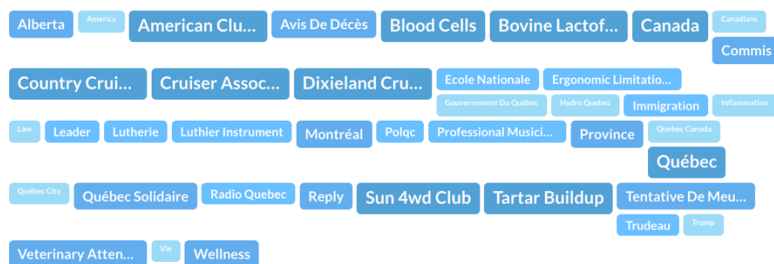 Alberta America American Clu... Avis De Décès Blood Cells Bovine Lactof... Canada Canadians
Commis
Country Crui... Cruiser Assoc... Dixieland Cru... Ecole Nationale Ergonomic Limitatio...
Gouvernement Du Québec Hydro Quebec Immigration Inflammation
Law Leader Lutherie Luthier Instrument Montréal Polqc Professional Musici... Province Quebec Canada
Québec
Québec City Québec Solidaire Radio Quebec Reply Sun 4wd Club Tartar Buildup Tentative De Meu...
Trudeau Trump
Veterinary Atten... Vie Wellness